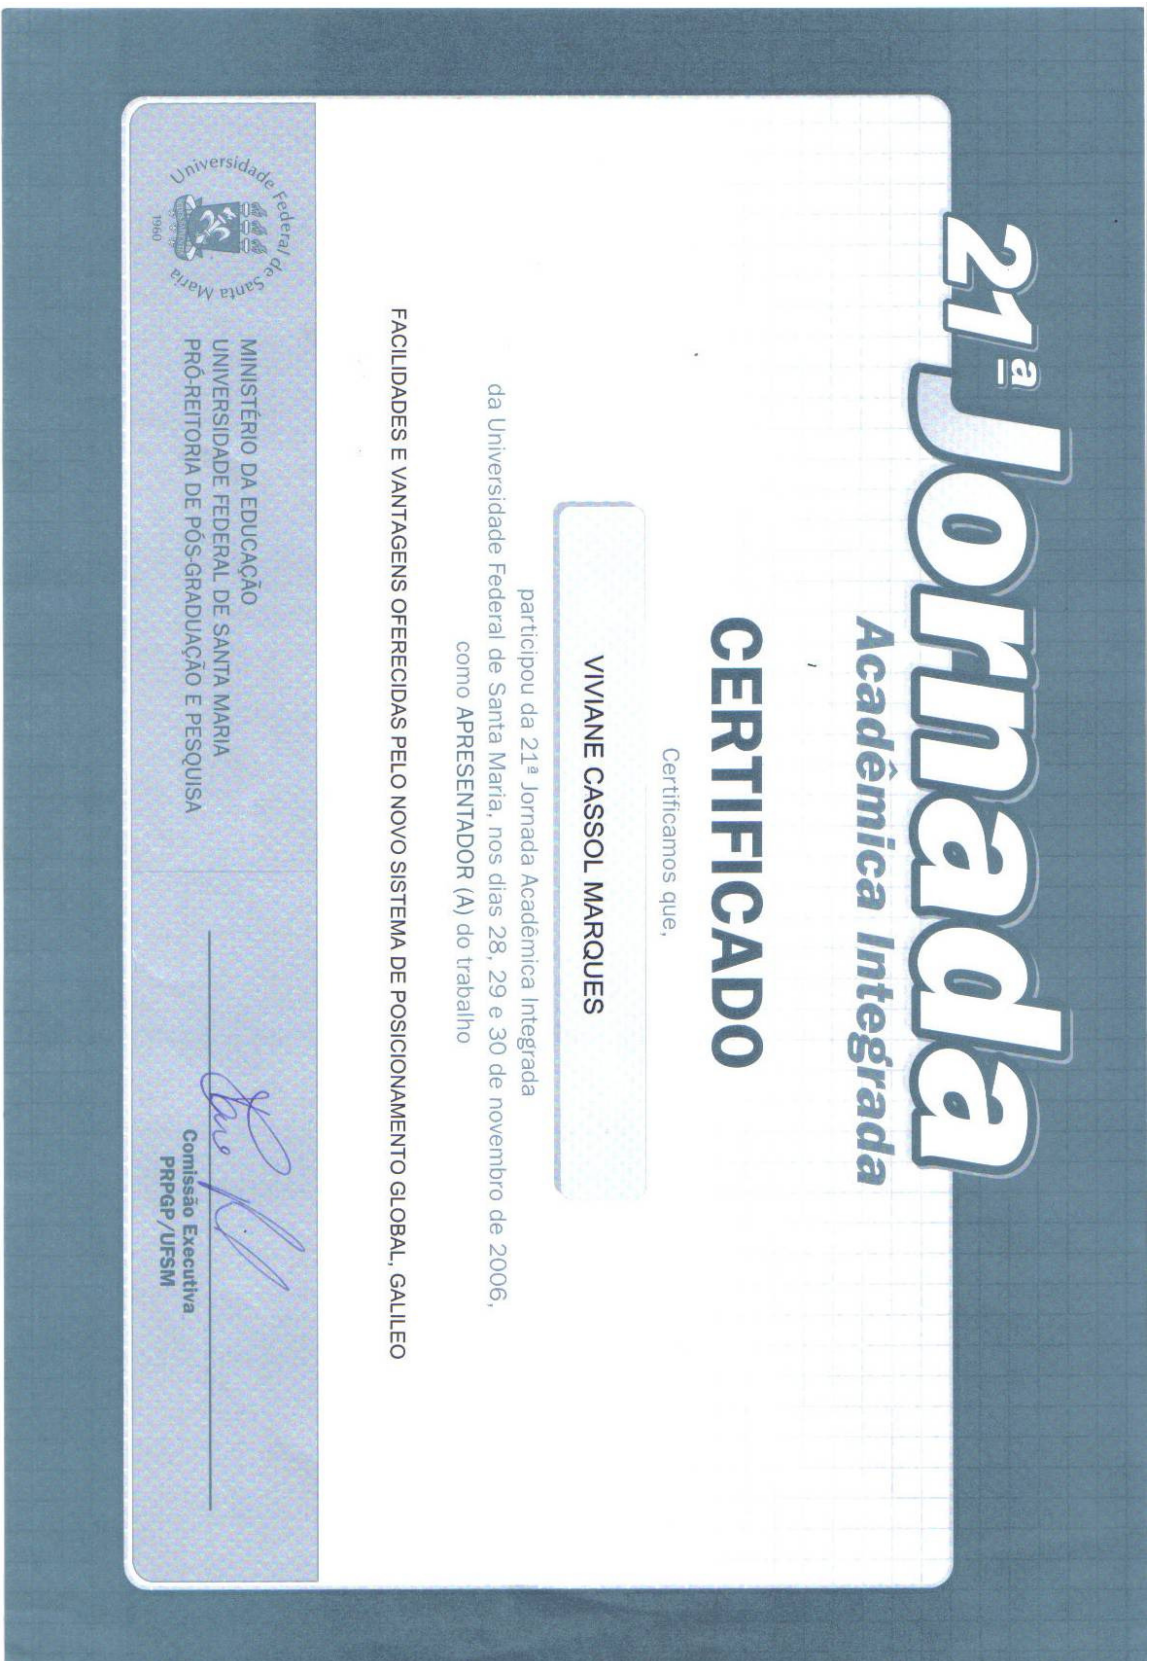 21ª Jornada
Acadêmica Integrada
CERTIFICADO
Certificamos que,
VIVIANE CASSOL MARQUES
participou da 21ª Jornada Acadêmica Integrada
da Universidade Federal de Santa Maria, nos dias 28, 29 e 30 de novembro de 2006,
como APRESENTADOR (A) do trabalho
FACILIDADES E VANTAGENS OFERECIDAS PELO NOVO SISTEMA DE POSICIONAMENTO GLOBAL, GALILEO
Universidade Federal de Santa Maria
1960
MINISTÉRIO DA EDUCAÇÃO
UNIVERSIDADE FEDERAL DE SANTA MARIA
PRÓ-REITORIA DE PÓS-GRADUAÇÃO E PESQUISA
Comissão Executiva
PRPGP/UFSM